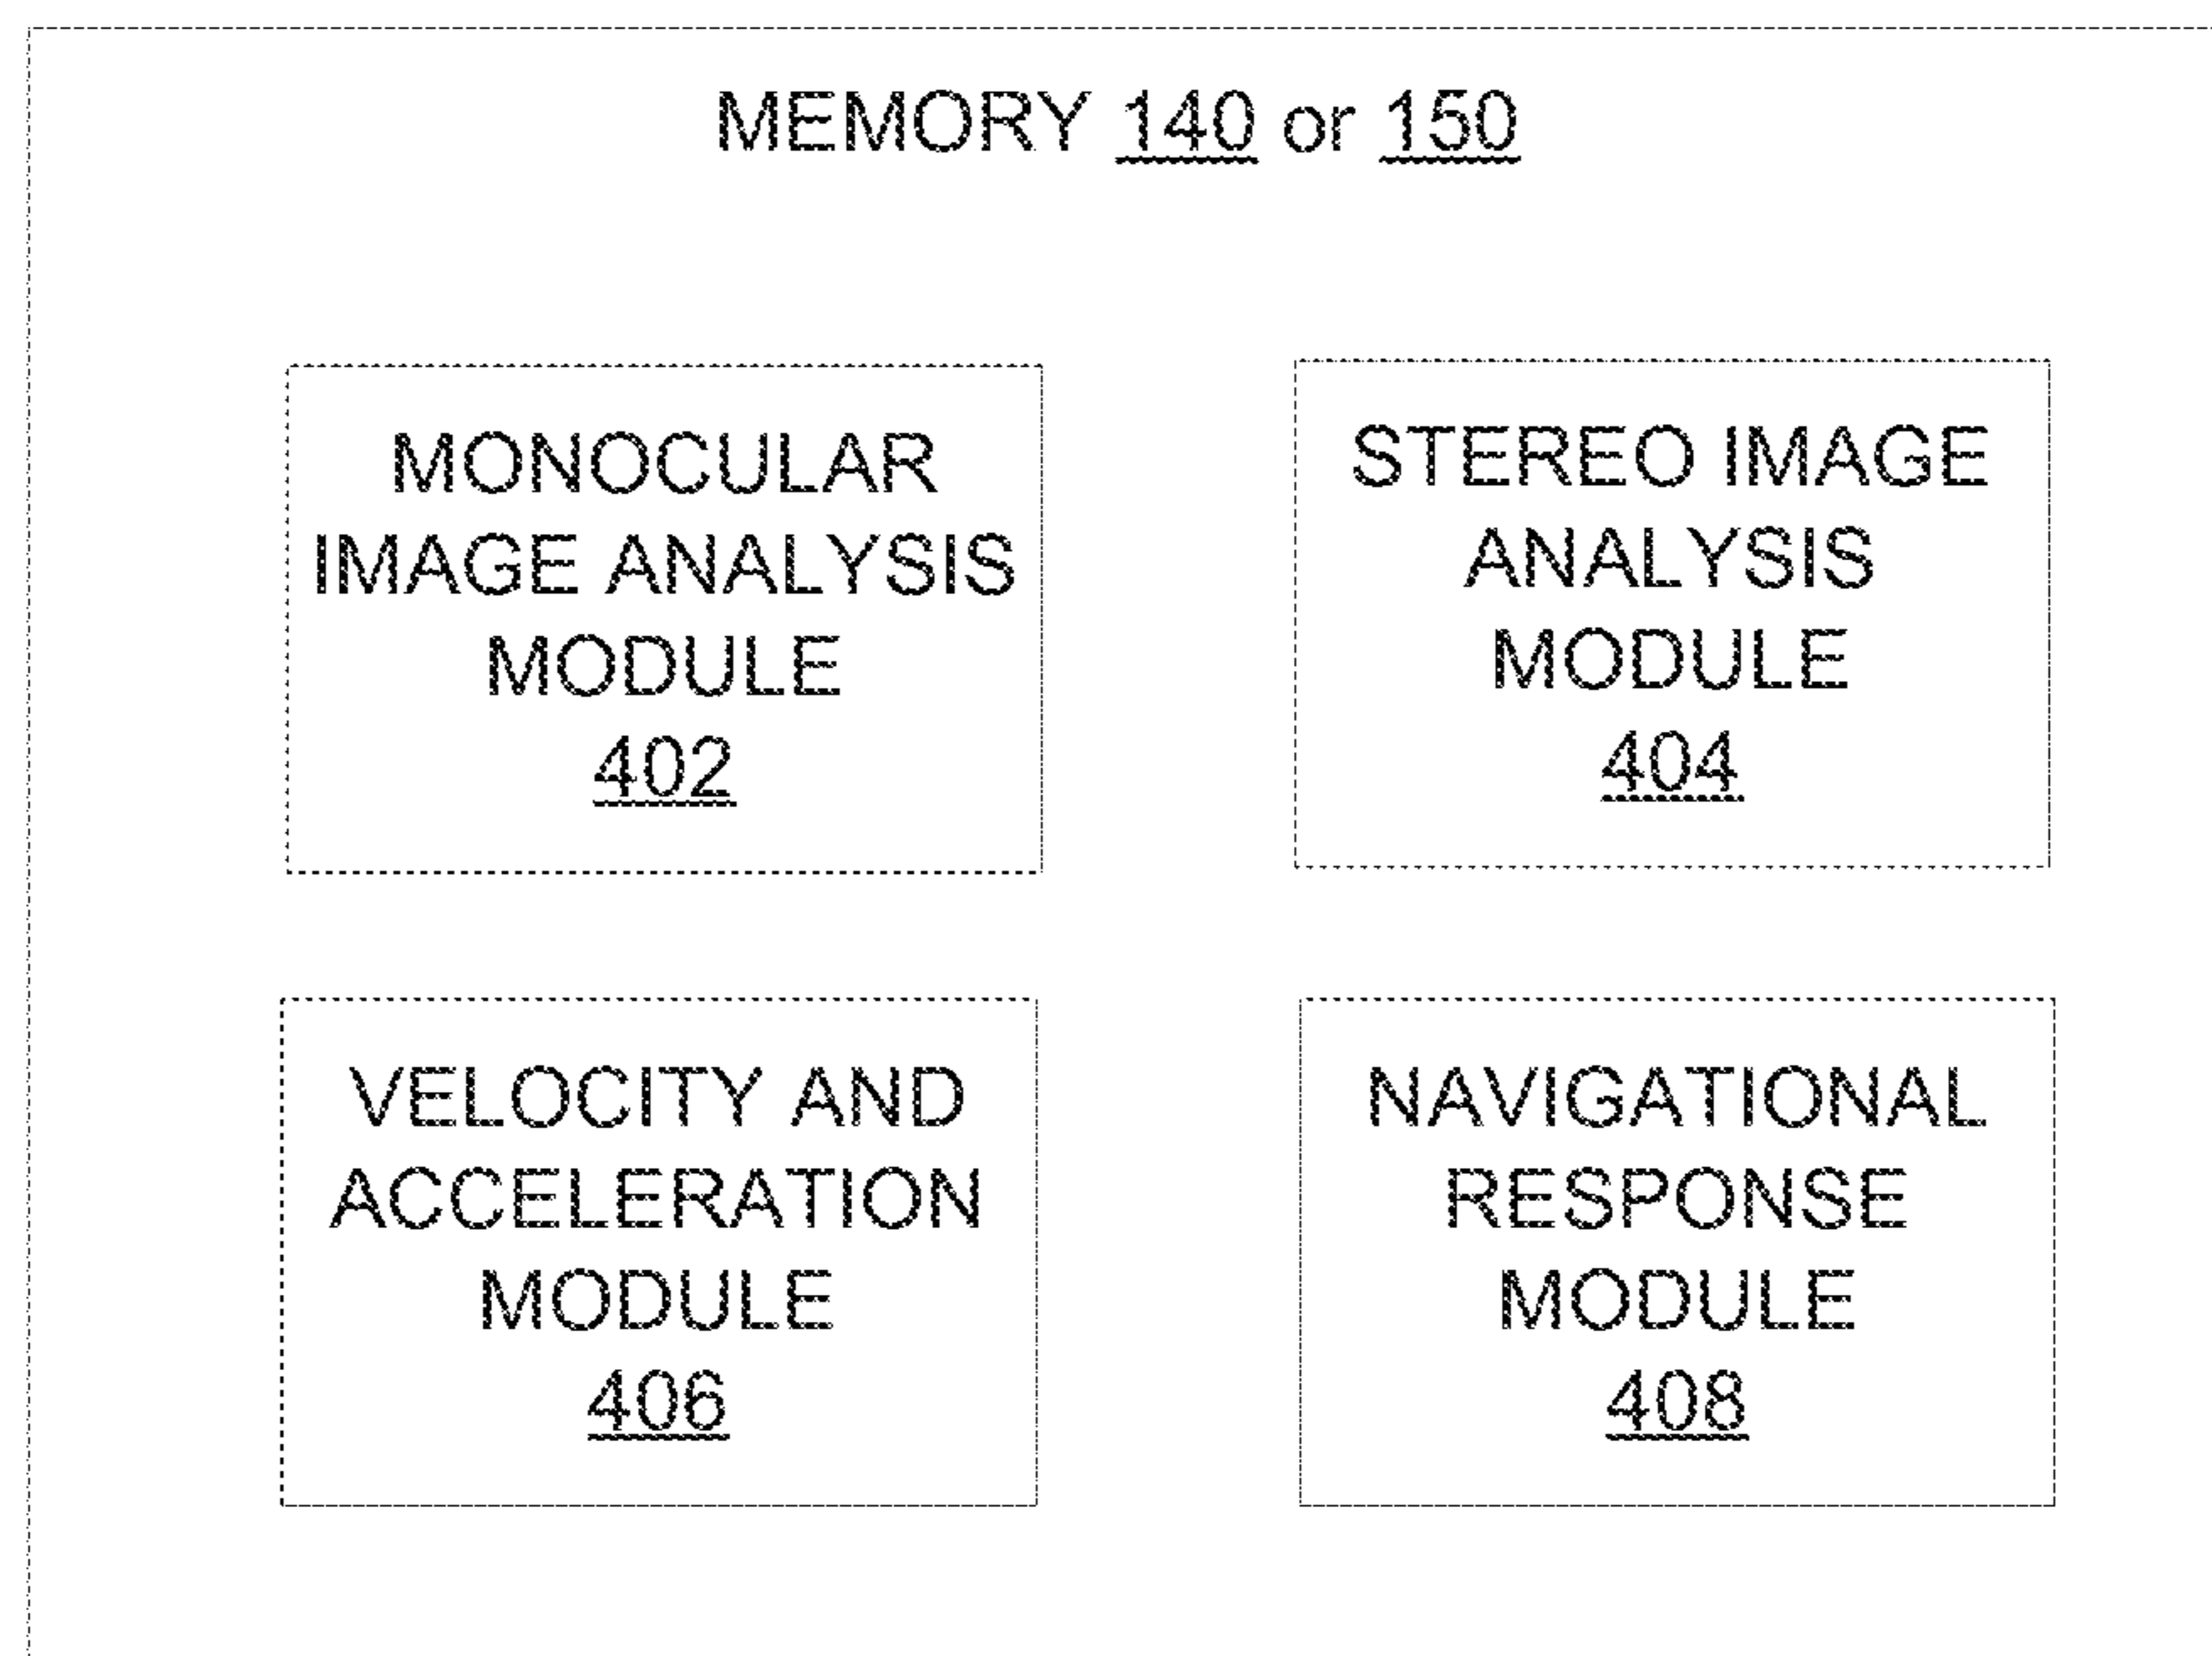 MEMORY 140 or 150
MONOCULAR
IMAGE ANALYSIS
MODULE
402
STEREO IMAGE
ANALYSIS
MODULE
404
VELOCITY AND
ACCELERATION
MODULE
406
NAVIGATIONAL
RESPONSE
MODULE
408